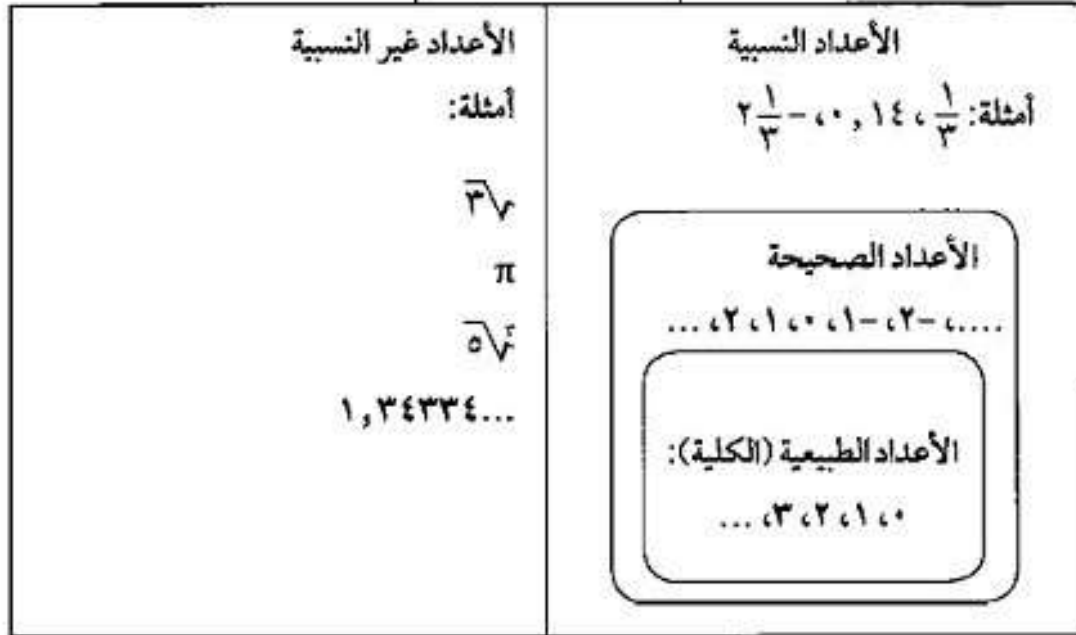 الأعداد النسبية
أمثلة: ١/٣ ، ١٤ , ٠، -٢ ١/٣
الأعداد الصحيحة
....، -٢، -١، ٠، ١، ٢، ...
الأعداد الطبيعية (الكلية):
٠، ١، ٢، ٣، ...
الأعداد غير النسبية
أمثلة:
√٣
π
√٥
١,٣٤٣٣٤...